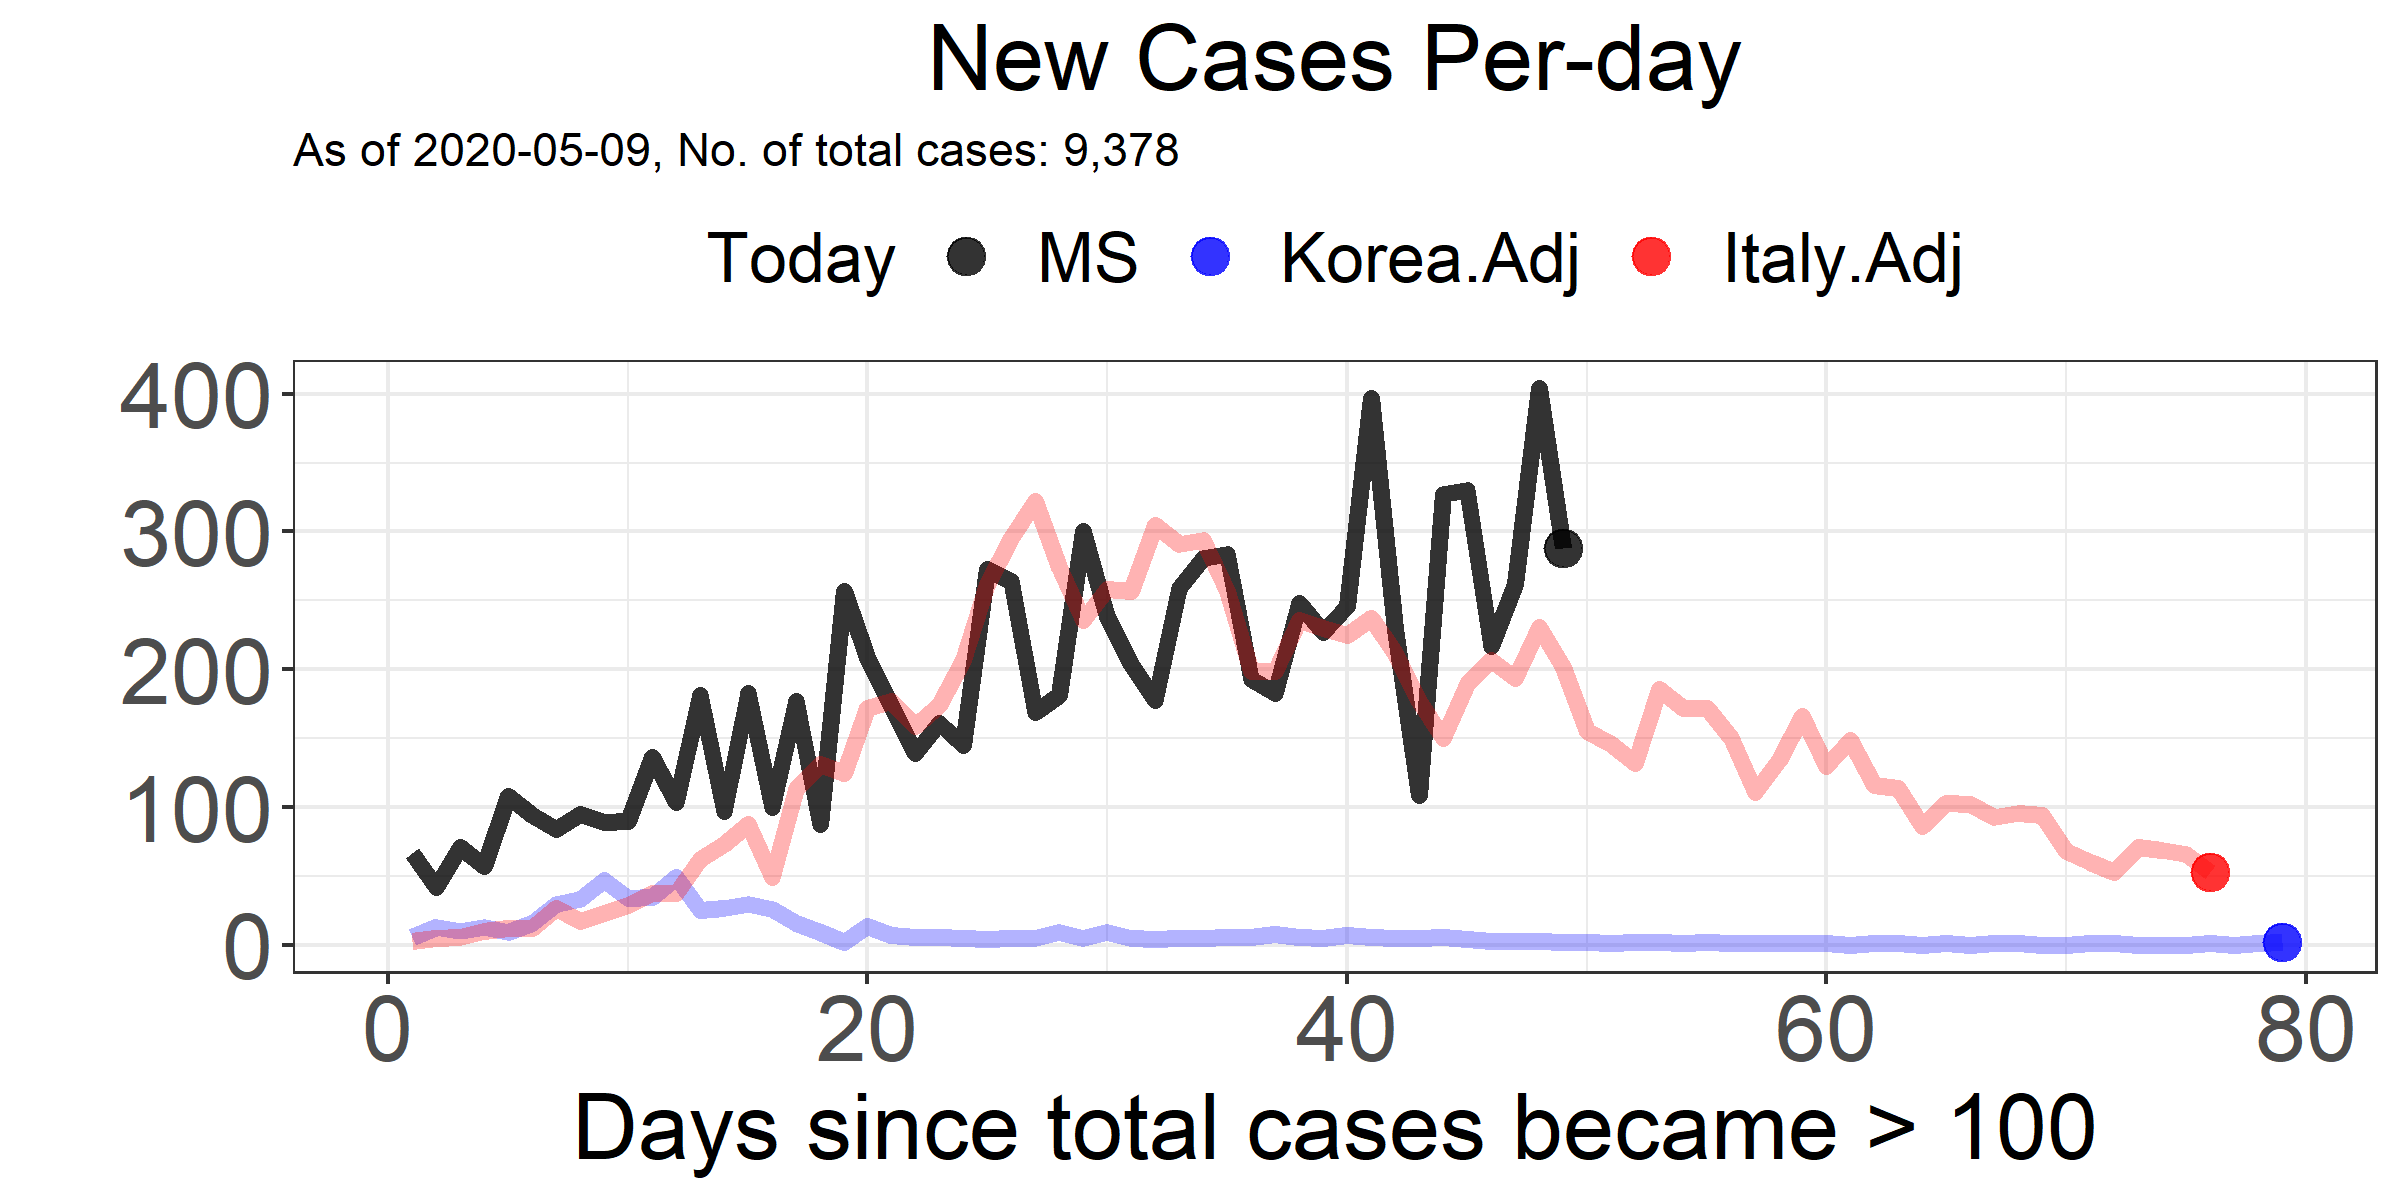 New Cases Per-day
As of 2020-05-09, No. of total cases: 9,378
Today MS Korea.Adj Italy.Adj
400
300
200
100
0
0 20 40 60 80
Days since total cases became > 100